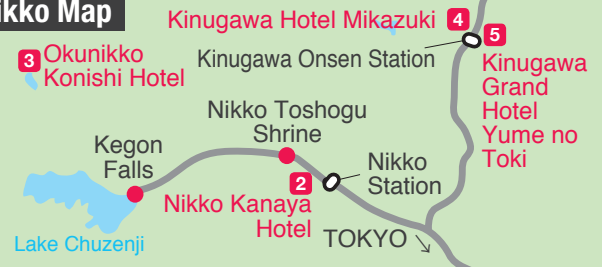 ikko Map
Kinugawa Hotel Mikazuki 4
3 Okunikko
Konishi Hotel
Kinugawa Onsen Station
5
Kinugawa
Grand
Hotel
Yume no
Toki
Nikko Toshogu
Shrine
Kegon
Falls
Nikko
Station
2
Nikko Kanaya
Hotel
TOKYO
Lake Chuzenji